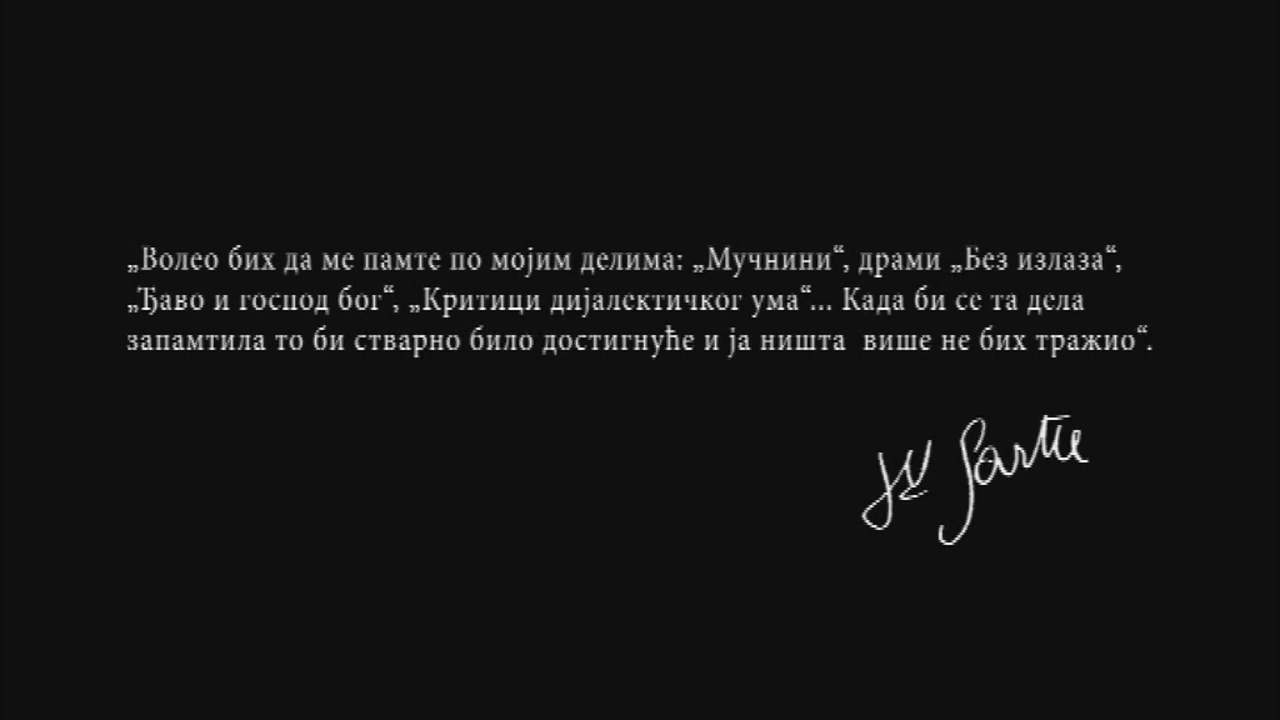 „Волео бих да ме памте по мојим делима: „Мучнини“, драми „Без излаза“,
„Ђаво и господ бог“, „Критици дијалектичког ума“... Када би се та дела
запамтила то би стварно било достигнуће и ја ништа више не бих тражио“.
JP Sartre